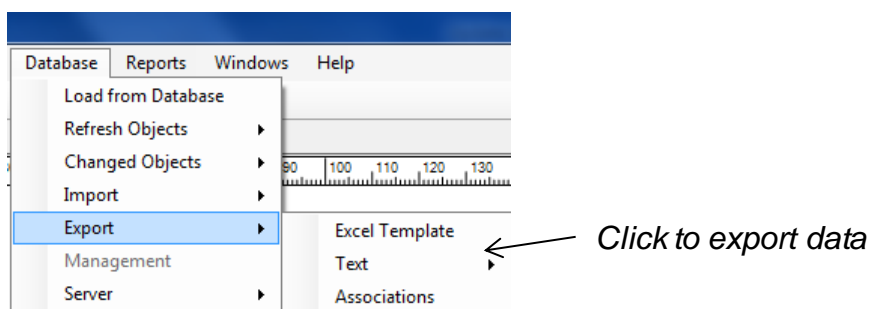 Database Reports Windows Help
Load from Database
Refresh Objects
Changed Objects
90 100 110 120 130
Import
Export
Excel Template
Click to export data
Management
Text
Server
Associations